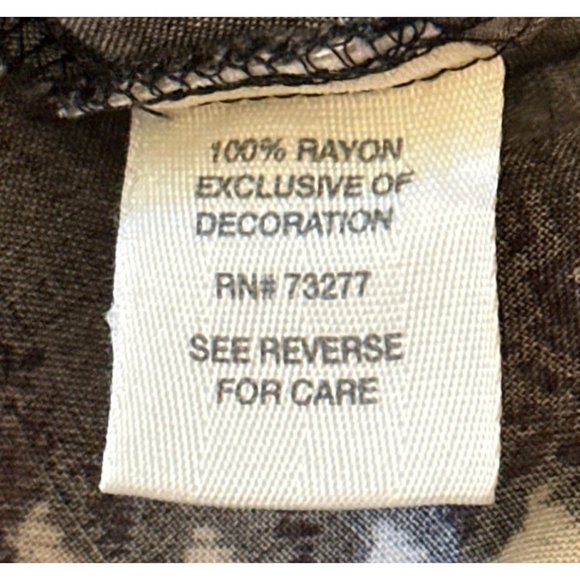 100% RAYON
EXCLUSIVE OF
DECORATION
RN# 73277
SEE REVERSE
FOR CARE